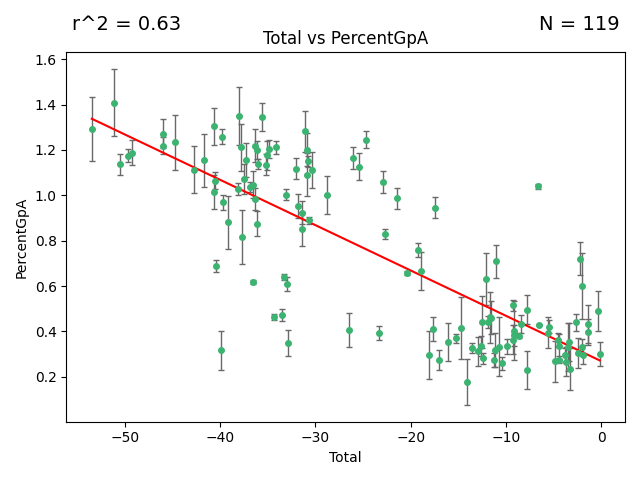 r^2 = 0.63
N = 119
Total vs PercentGpA
1.6
1.4
1.2
1.0
0.8
0.6
0.4
0.2
PercentGpA
−50
−40
−30
−20
−10
0
Total